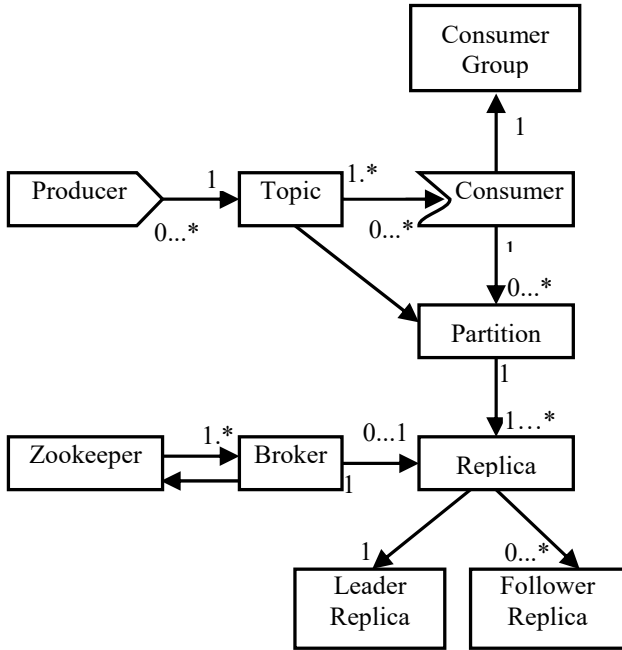 Consumer
Group
1
Producer
1
Topic
1.*
Consumer
0...*
0...*
1
0...*
Partition
1
1…*
Zookeeper
1.*
Broker
0...1
Replica
1
1
0...*
Leader
Replica
Follower
Replica